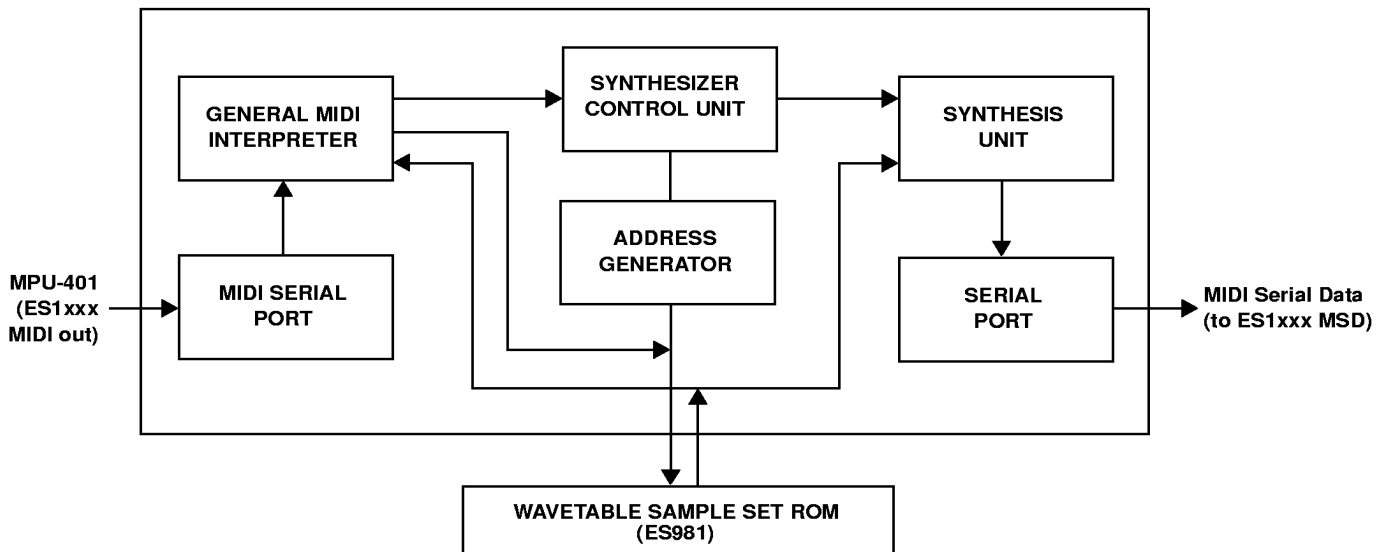 GENERAL MIDI
INTERPRETER
SYNTHESIZER
CONTROL UNIT
SYNTHESIS
UNIT
MPU-401
(ES1xxx
MIDI out)
MIDI SERIAL
PORT
ADDRESS
GENERATOR
SERIAL
PORT
MIDI Serial Data
(to ES1xxx MSD)
WAVETABLE SAMPLE SET ROM
(ES981)